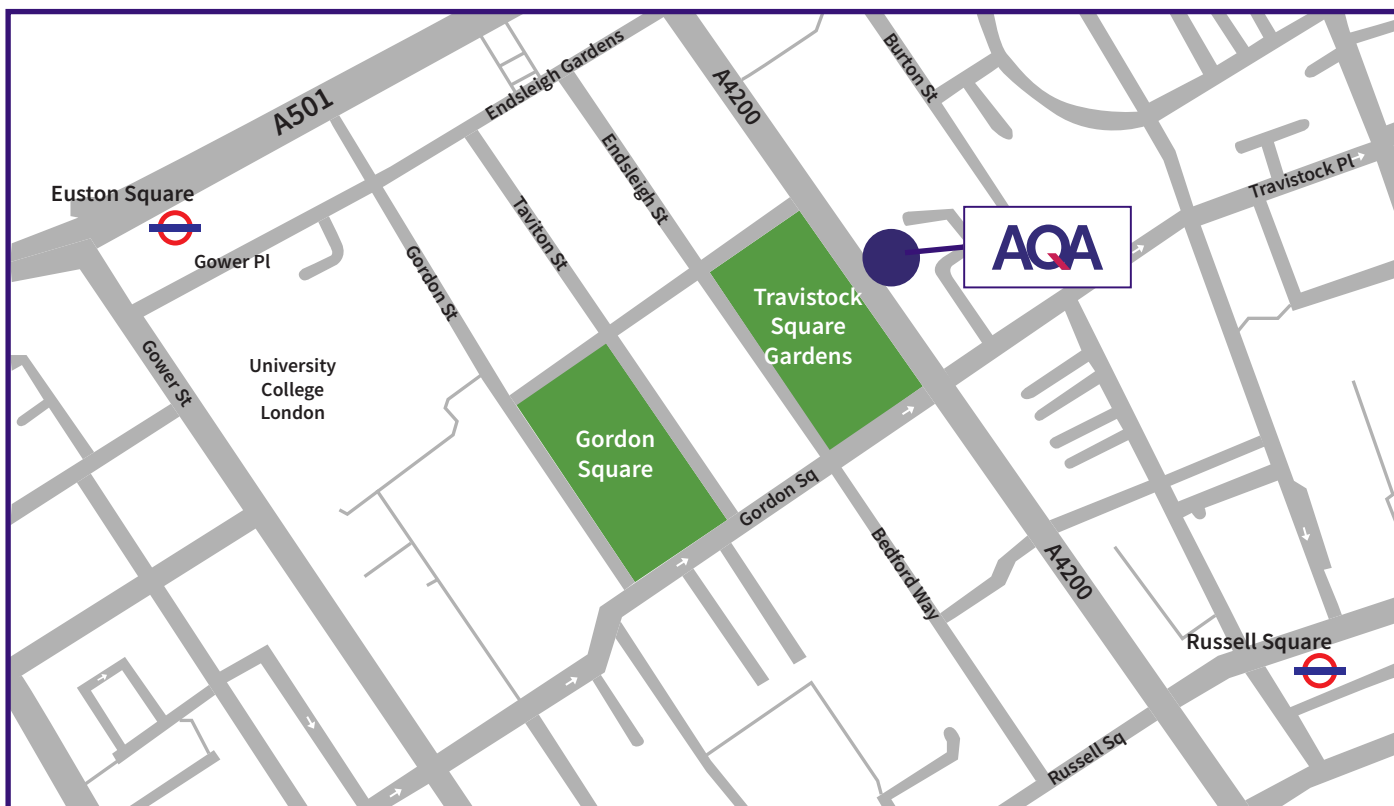 A501
Endsleigh Gardens
A4200
Burton St
Euston Square
Gower Pl
Gordon St
Taviton St
Endsleigh St
Travistock Pl
AQA
Travistock
Square
Gardens
Gower St
University
College
London
Gordon
Square
Gordon Sq
Bedford Way
A4200
Russell Square
Russell Sq